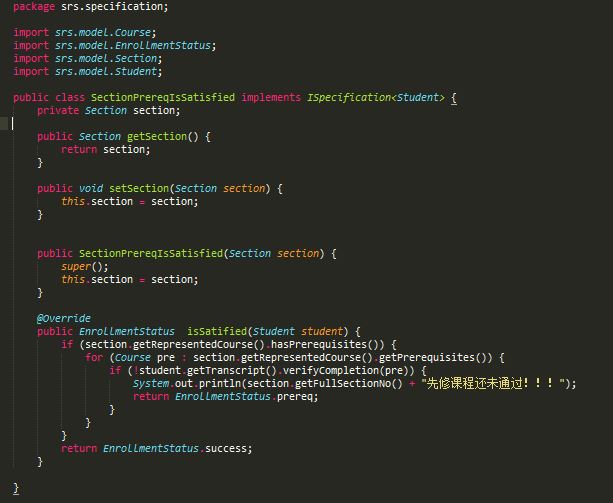 package srs.specification;
import srs.model.Course;
import srs.model.EnrollmentStatus;
import srs.model.Section;
import srs.model.Student;
public class SectionPrereqIsSatisfied implements ISpecification<Student> {
private Section section;
public Section getSection() {
return section;
}
public void setSection(Section section) {
this.section = section;
}
public SectionPrereqIsSatisfied(Section section) {
super();
this.section = section;
}
@Override
public EnrollmentStatus  isSatified(Student student) {
if (section.getRepresentedCourse().hasPrerequisites()) {
for (Course pre : section.getRepresentedCourse().getPrerequisites()) {
if (!student.getTranscript().verifyCompletion(pre)) {
System.out.println(section.getFullSectionNo() + "先修课程还未通过！！！");
return EnrollmentStatus.prereq;
}
}
}
return EnrollmentStatus.success;
}
}